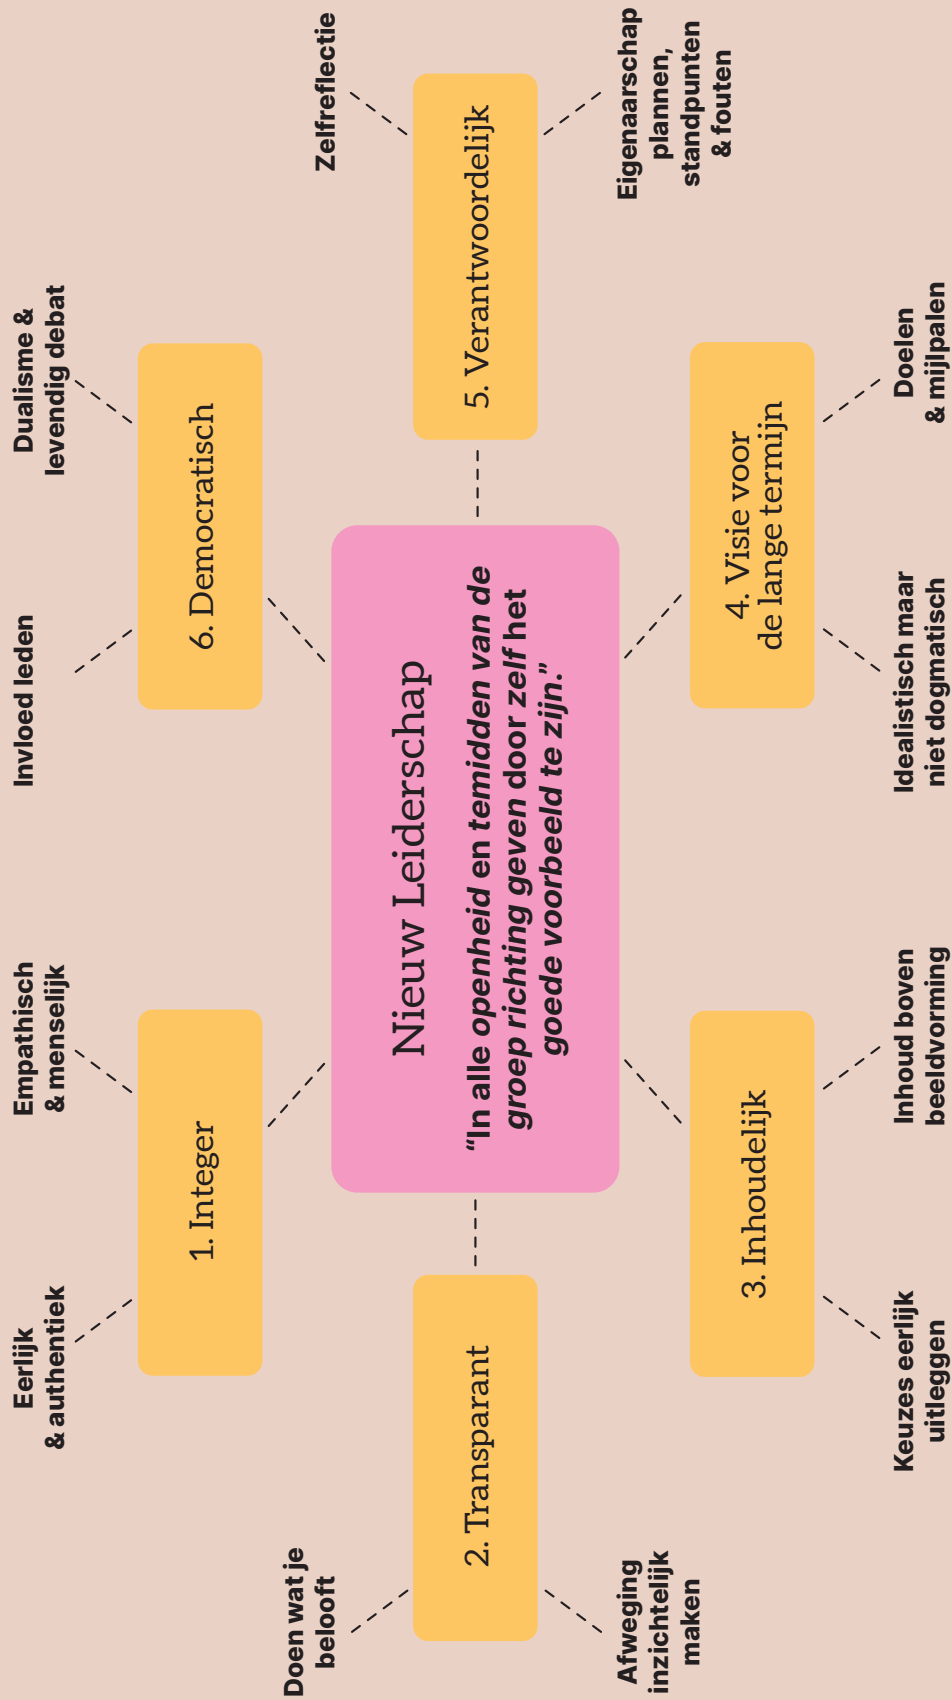 Nieuw Leiderschap
“In alle openheid en temidden van de
groep richting geven door zelf het
goede voorbeeld te zijn.”
1. Integer
Eerlijk
& authentiek
Empathisch
& menselijk
2. Transparant
Doen wat je
belooft
Afweging
inzichtelijk
maken
3. Inhoudelijk
Keuzes eerlijk
uitleggen
Inhoud boven
beeldvorming
4. Visie voor
de lange termijn
Idealistisch maar
niet dogmatisch
Doelen
& mijlpalen
5. Verantwoordelijk
Zelfreflectie
Eigenaarschap
plannen,
standpunten
& fouten
6. Democratisch
Invloed leden
Dualisme &
levendig debat